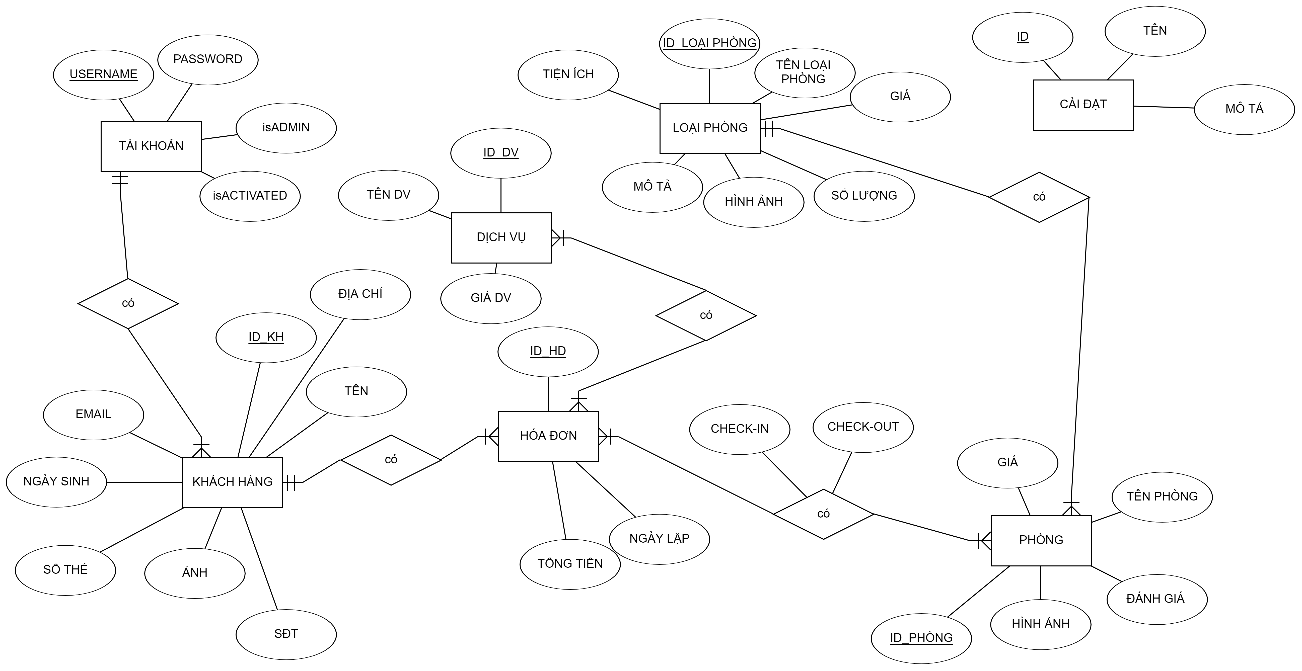 USERNAME
PASSWORD
isADMIN
isACTIVATED
TÀI KHOẢN
ID_LOẠI PHÒNG
TIỆN ÍCH
TÊN LOẠI
PHÒNG
GIÁ
LOẠI PHÒNG
MÔ TẢ
HÌNH ẢNH
SỐ LƯỢNG
ID
TÊN
CÀI ĐẶT
MÔ TẢ
ID_DV
TÊN DV
DỊCH VỤ
GIÁ DV
có
có
có
ĐỊA CHỈ
ID_KH
TÊN
EMAIL
NGÀY SINH
KHÁCH HÀNG
SỐ THẺ
ẢNH
SĐT
có
ID_HD
HÓA ĐƠN
TỔNG TIỀN
NGÀY LẬP
CHECK-IN
CHECK-OUT
có
GIÁ
TÊN PHÒNG
PHÒNG
ĐÁNH GIÁ
HÌNH ẢNH
ID_PHÒNG